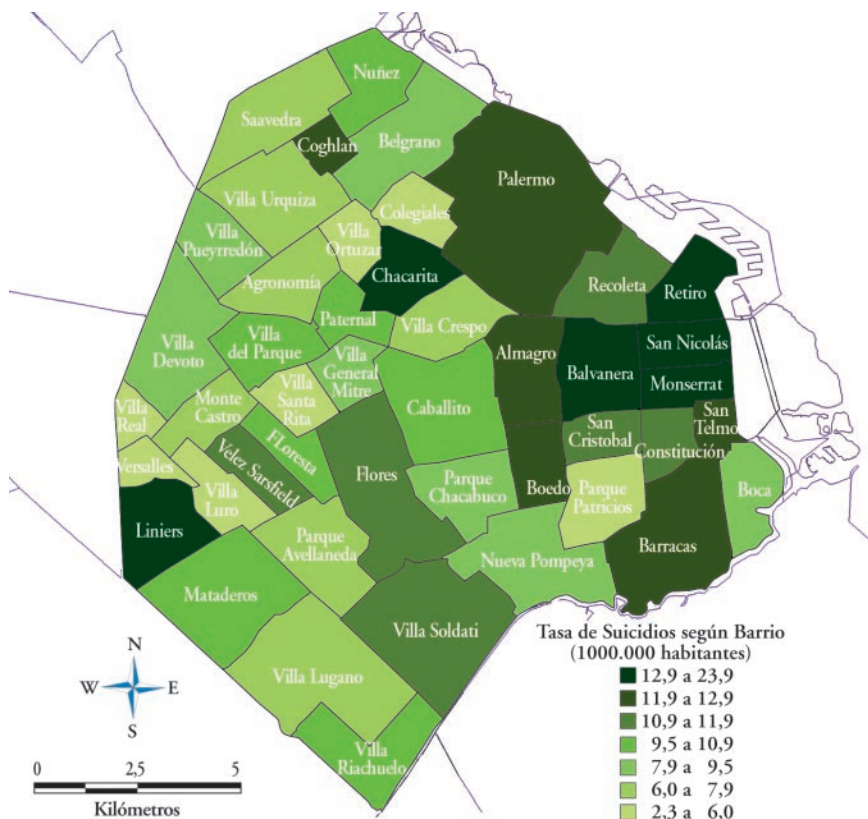 Nuñez
Saavedra
Coghlan
Belgrano
Palermo
Villa Urquiza
Colegiales
Villa
Pueyrredón
Villa
Ortuzar
Agronomía
Chacarita
Recoleta
Retiro
Paternal
Villa Crespo
Villa
Devoto
Villa
del Parque
Villa
General
Mitre
Almagro
San Nicolás
Balvanera
Monserrat
Villa
Real
Monte
Castro
Villa
Santa
Rita
Caballito
San
Telmo
San
Cristobal
Constitución
Versalles
Velez Sarsfield
Floresta
Flores
Parque
Chacabuco
Boedo
Parque
Patricios
Boca
Villa
Luro
Liniers
Parque
Avellaneda
Nueva Pompeya
Barracas
Mataderos
Villa Soldati
Villa Lugano
Villa
Riachuelo
N
W E
S
0 2,5 5
Kilómetros
Tasa de Suicidios según Barrio
(1000.000 habitantes)
12,9 a 23,9
11,9 a 12,9
10,9 a 11,9
9,5 a 10,9
7,9 a 9,5
6,0 a 7,9
2,3 a 6,0